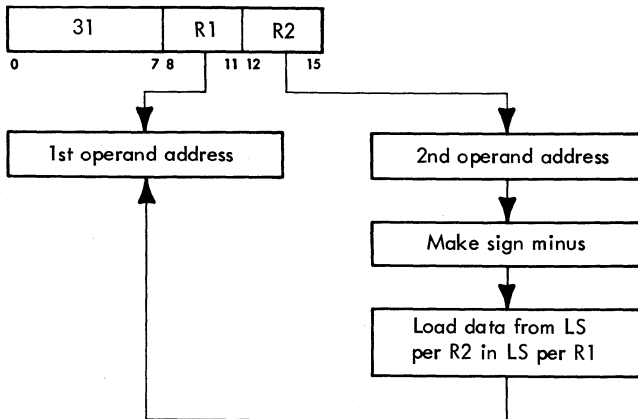 31 R1 R2
0 7 8 11 12 15
1st operand address 2nd operand address
Make sign minus
Load data from LS
per R2 in LS per R1